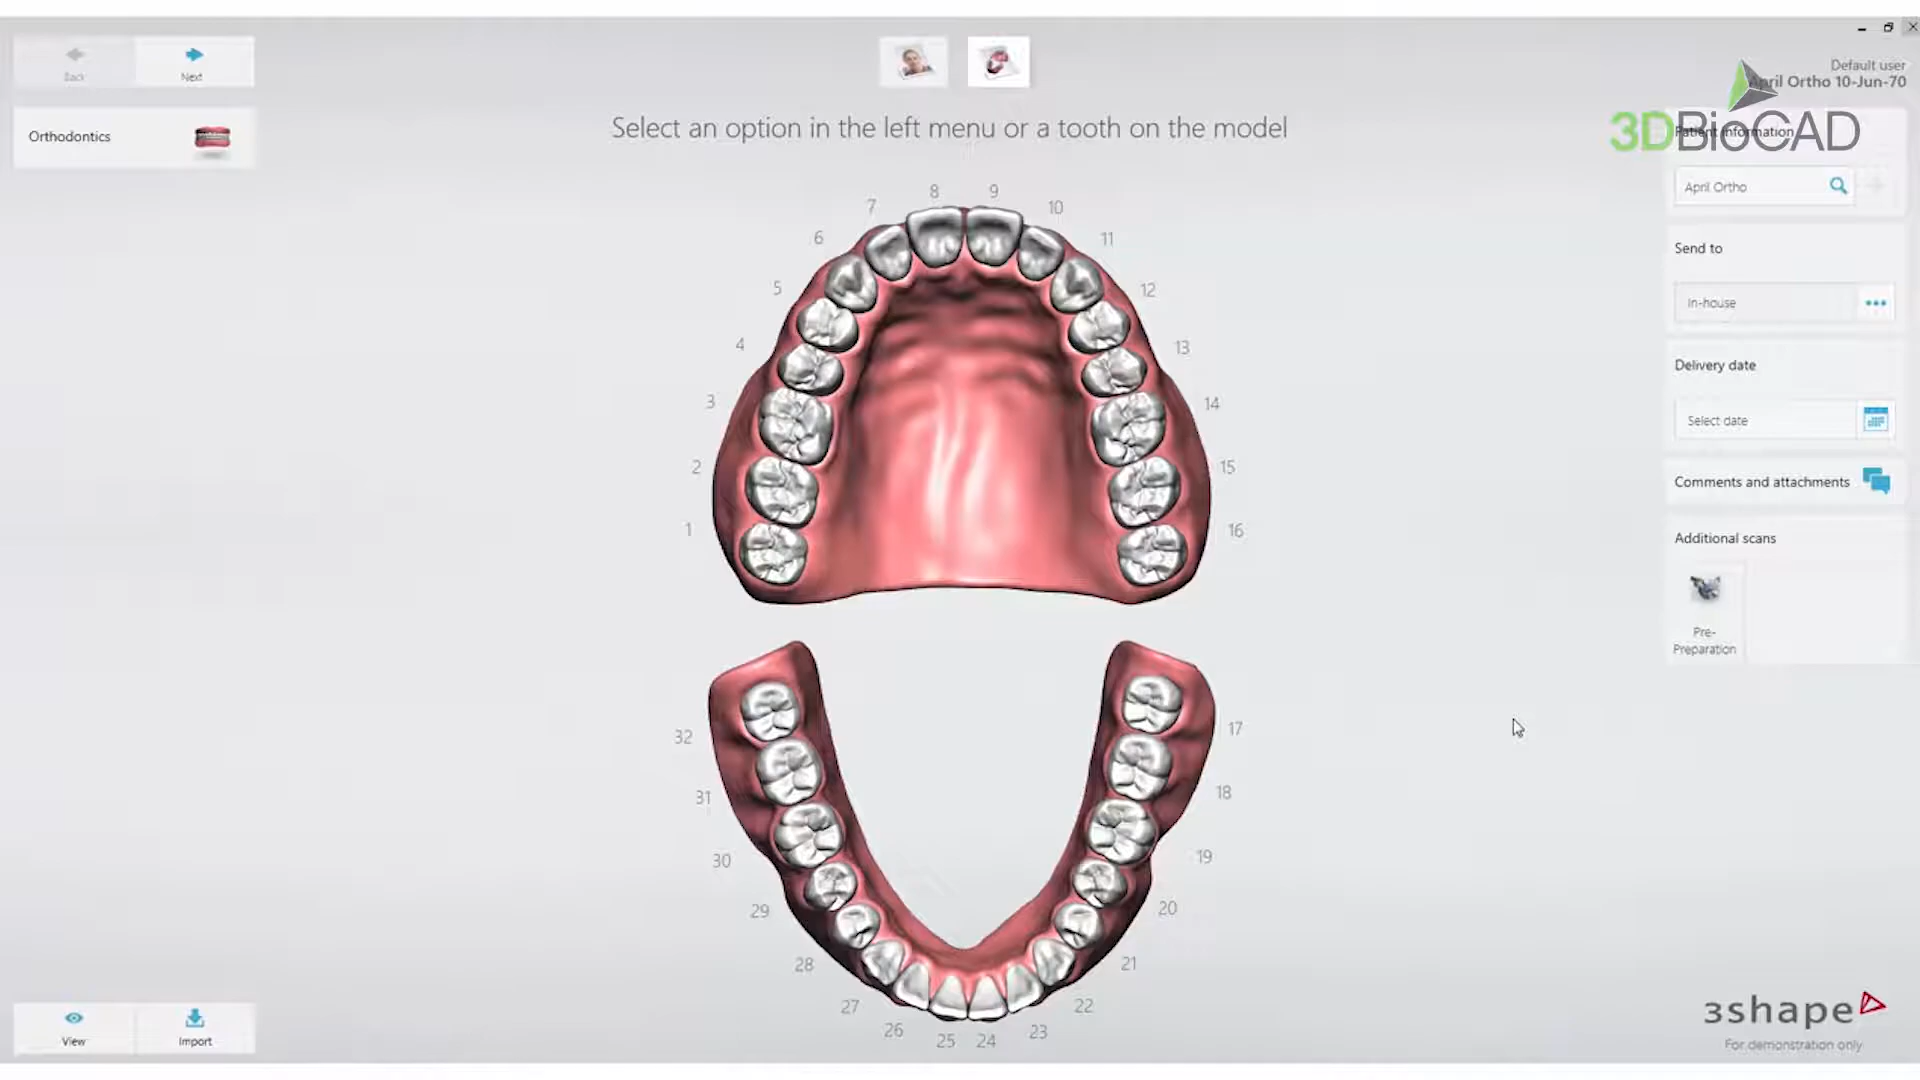 Back
Next
Default user
April Ortho 10-Jun-70
Orthodontics
Select an option in the left menu or a tooth on the model
3DBioCAD
Patient information
April Ortho
Send to
In-house
Delivery date
Select date
Comments and attachments
Additional scans
Pre-
Preparation
8
9
7
10
6
11
5
12
4
13
3
14
2
15
1
16
32
17
31
18
30
19
29
20
28
21
27
22
26
23
25
24
View
Import
3shape
For demonstration only